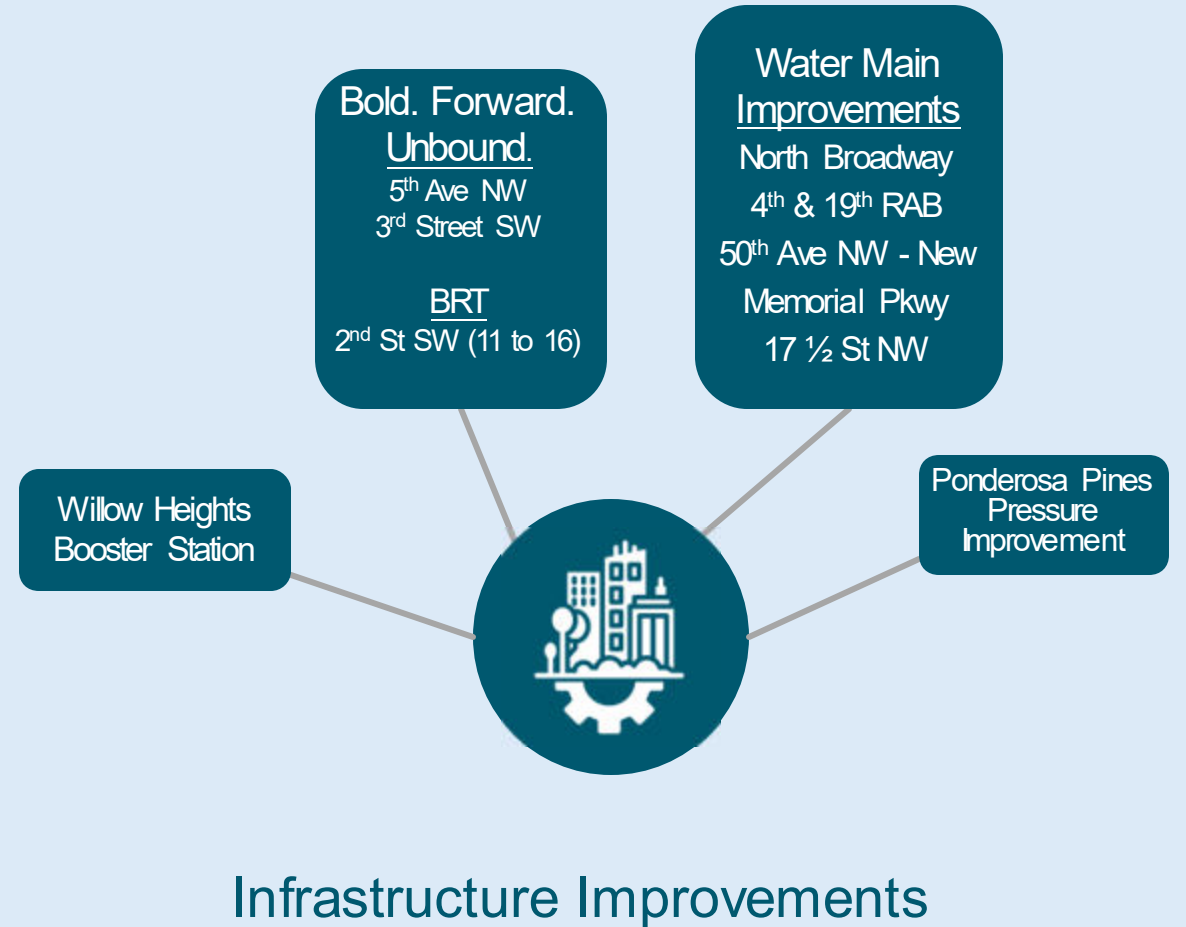 Bold. Forward.
Unbound.
5th Ave NW
3rd Street SW
BRT
2nd St SW (11 to 16)
Water Main
Improvements
North Broadway
4th & 19th RAB
50th Ave NW - New
Memorial Pkwy
17 ½ St NW
Willow Heights
Booster Station
Ponderosa Pines
Pressure
Improvement
Infrastructure Improvements